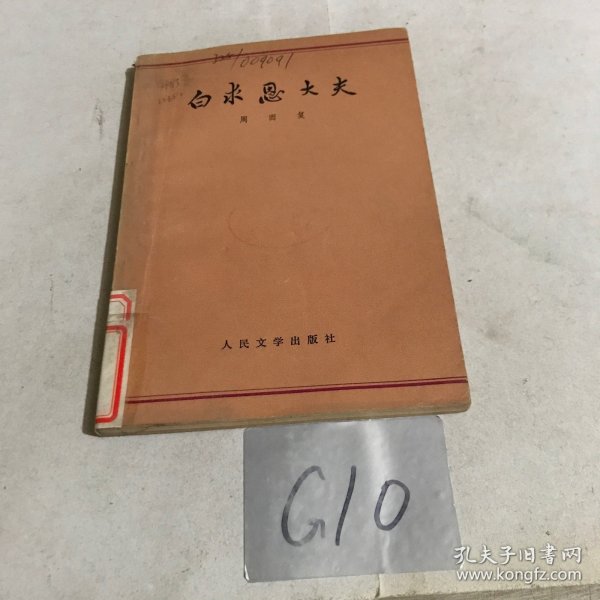 1009091
白求恩大夫
周而复
人民文学出版社
G10
孔夫子旧书网
www.kongfz.com